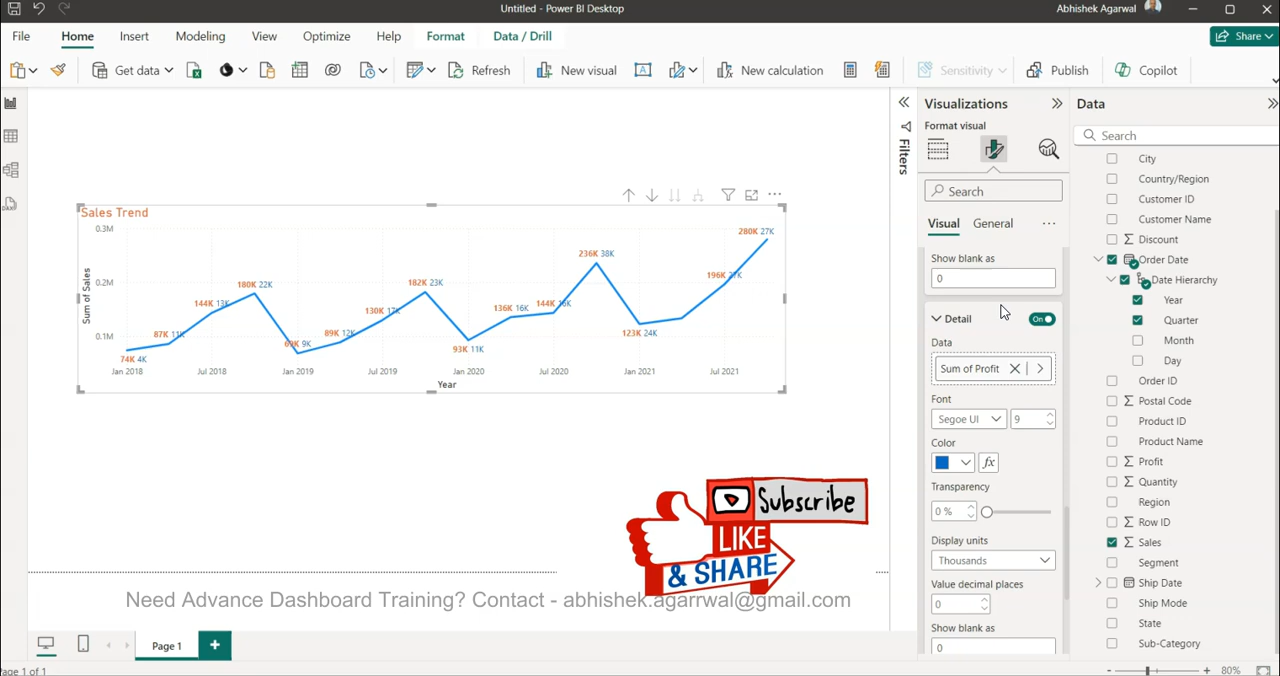 Untitled - Power BI Desktop
Abhishek Agarwal
File Home Insert Modeling View Optimize Help Format Data / Drill
Share
Get data
Refresh
New visual
New calculation
Sensitivity
Publish
Copilot
Visualizations
Data
Format visual
Search
Filters
Search
Visual General
Show blank as
0
Detail
On
Data
Sum of Profit
Font
Segoe UI 9
Color
fx
Transparency
0 %
Display units
Thousands
Value decimal places
0
Show blank as
0
City
Country/Region
Customer ID
Customer Name
Discount
Order Date
Date Hierarchy
Year
Quarter
Month
Day
Order ID
Postal Code
Product ID
Product Name
Profit
Quantity
Region
Row ID
Sales
Segment
Ship Date
Ship Mode
State
Sub-Category
Sales Trend
0.3M
0.2M
0.1M
Sum of Sales
74K 4K
87K
144K 13K
180K 22K
9K
89K 12K
130K
182K 23K
93K 11K
136K 16K
144K
236K 38K
123K 24K
196K
280K 27K
Jan 2018 Jul 2018 Jan 2019 Jul 2019 Jan 2020 Jul 2020 Jan 2021 Jul 2021
Year
Subscribe
LIKE
& SHARE
Need Advance Dashboard Training? Contact - abhishek.agarrwal@gmail.com
Page 1
Page 1 of 1
80%